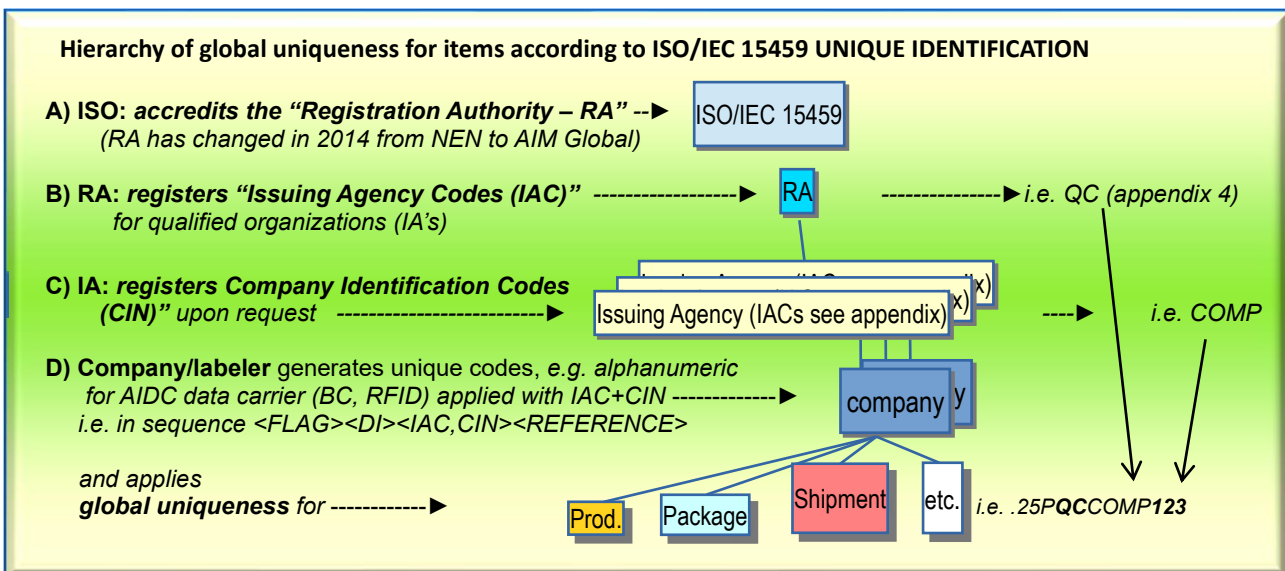 Hierarchy of global uniqueness for items according to ISO/IEC 15459 UNIQUE IDENTIFICATION
A) ISO: accredits the “Registration Authority – RA” --► ISO/IEC 15459
(RA has changed in 2014 from NEN to AIM Global)
B) RA: registers “Issuing Agency Codes (IAC)” -------------------► RA ---------------► i.e. QC (appendix 4)
for qualified organizations (IA’s)
C) IA: registers Company Identification Codes
(CIN)” upon request ---------------------------► Issuing Agency (IACs see appendix) ----► i.e. COMP
x)
x)
D) Company/labeler generates unique codes, e.g. alphanumeric
for AIDC data carrier (BC, RFID) applied with IAC+CIN -------------► company
y
i.e. in sequence <FLAG><DI><IAC,CIN><REFERENCE>
and applies
global uniqueness for ------------► Prod. Package Shipment etc. i.e. .25PQCCOMP123